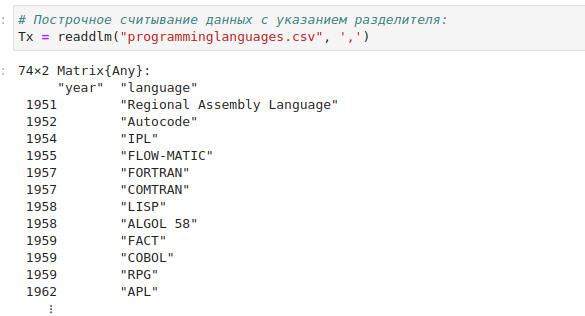 : # Построчное считывание данных с указанием разделителя:
Tx = readdlm("programminglanguages.csv", ',')
: 74×2 Matrix{Any}:
"year" "language"
1951 "Regional Assembly Language"
1952 "Autocode"
1954 "IPL"
1955 "FLOW-MATIC"
1957 "FORTRAN"
1957 "COMTRAN"
1958 "LISP"
1958 "ALGOL 58"
1959 "FACT"
1959 "COBOL"
1959 "RPG"
1962 "APL"
⋮